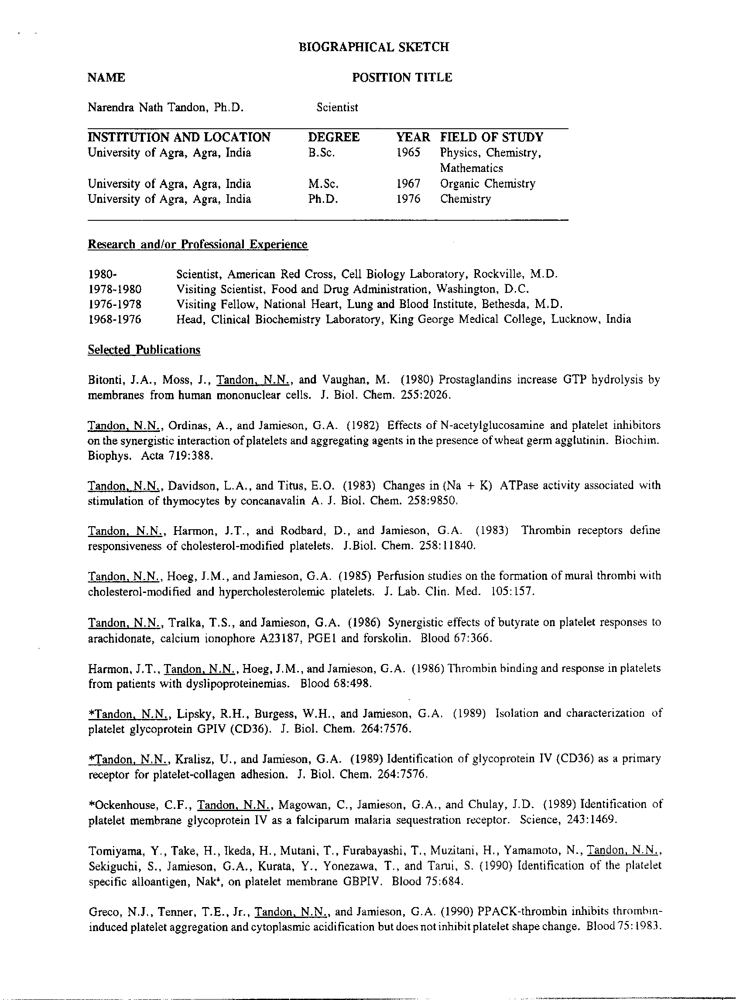 BIOGRAPHICAL SKETCH
NAME POSITION TITLE
Narendra Nath Tandon, Ph.D. Scientist
INSTITUTION AND LOCATION DEGREE YEAR FIELD OF STUDY
University of Agra, Agra, India B.Sc. 1965 Physics, Chemistry,
Mathematics
University of Agra, Agra, India M.Sc. 1967 Organic Chemistry
University of Agra, Agra, India Ph.D. 1976 Chemistry
Research and/or Professional Experience
1980- Scientist, American Red Cross, Cell Biology Laboratory, Rockville, M.D.
1978-1980 Visiting Scientist, Food and Drug Administration, Washington, D.C.
1976-1978 Visiting Fellow, National Heart, Lung and Blood Institute, Bethesda, M.D.
1968-1976 Head, Clinical Biochemistry Laboratory, King George Medical College, Lucknow, India
Selected Publications
Bitonti, J.A., Moss, J., Tandon, N.N., and Vaughan, M. (1980) Prostaglandins increase GTP hydrolysis by
membranes from human mononuclear cells. J. Biol. Chem. 255:2026.
Tandon, N.N., Ordinas, A., and Jamieson, G.A. (1982) Effects of N-acetylglucosamine and platelet inhibitors
on the synergistic interaction of platelets and aggregating agents in the presence of wheat germ agglutinin. Biochim.
Biophys. Acta 719:388.
Tandon, N.N., Davidson, L.A., and Titus, E.O. (1983) Changes in (Na + K) ATPase activity associated with
stimulation of thymocytes by concanavalin A. J. Biol. Chem. 258:9850.
Tandon, N.N., Harmon, J.T., and Rodbard, D., and Jamieson, G.A. (1983) Thrombin receptors define
responsiveness of cholesterol-modified platelets. J.Biol. Chem. 258:11840.
Tandon, N.N., Hoeg, J.M., and Jamieson, G.A. (1985) Perfusion studies on the formation of mural thrombi with
cholesterol-modified and hypercholesterolemic platelets. J. Lab. Clin. Med. 105:157.
Tandon, N.N., Tralka, T.S., and Jamieson, G.A. (1986) Synergistic effects of butyrate on platelet responses to
arachidonate, calcium ionophore A23187, PGE1 and forskolin. Blood 67:366.
Harmon, J.T., Tandon, N.N., Hoeg, J.M., and Jamieson, G.A. (1986) Thrombin binding and response in platelets
from patients with dyslipoproteinemias. Blood 68:498.
*Tandon, N.N., Lipsky, R.H., Burgess, W.H., and Jamieson, G.A. (1989) Isolation and characterization of
platelet glycoprotein GPIV (CD36). J. Biol. Chem. 264:7576.
*Tandon, N.N., Kralisz, U., and Jamieson, G.A. (1989) Identification of glycoprotein IV (CD36) as a primary
receptor for platelet-collagen adhesion. J. Biol. Chem. 264:7576.
*Ockenhouse, C.F., Tandon, N.N., Magowan, C., Jamieson, G.A., and Chulay, J.D. (1989) Identification of
platelet membrane glycoprotein IV as a falciparum malaria sequestration receptor. Science, 243:1469.
Tomiyama, Y., Take, H., Ikeda, H., Mutani, T., Furabayashi, T., Muzitani, H., Yamamoto, N., Tandon, N.N.,
Sekiguchi, S., Jamieson, G.A., Kurata, Y., Yonezawa, T., and Tarui, S. (1990) Identification of the platelet
specific alloantigen, Nakª, on platelet membrane GBPIV. Blood 75:684.
Greco, N.J., Tenner, T.E., Jr., Tandon, N.N., and Jamieson, G.A. (1990) PPACK-thrombin inhibits thrombin-
induced platelet aggregation and cytoplasmic acidification but does not inhibit platelet shape change. Blood 75:1983.